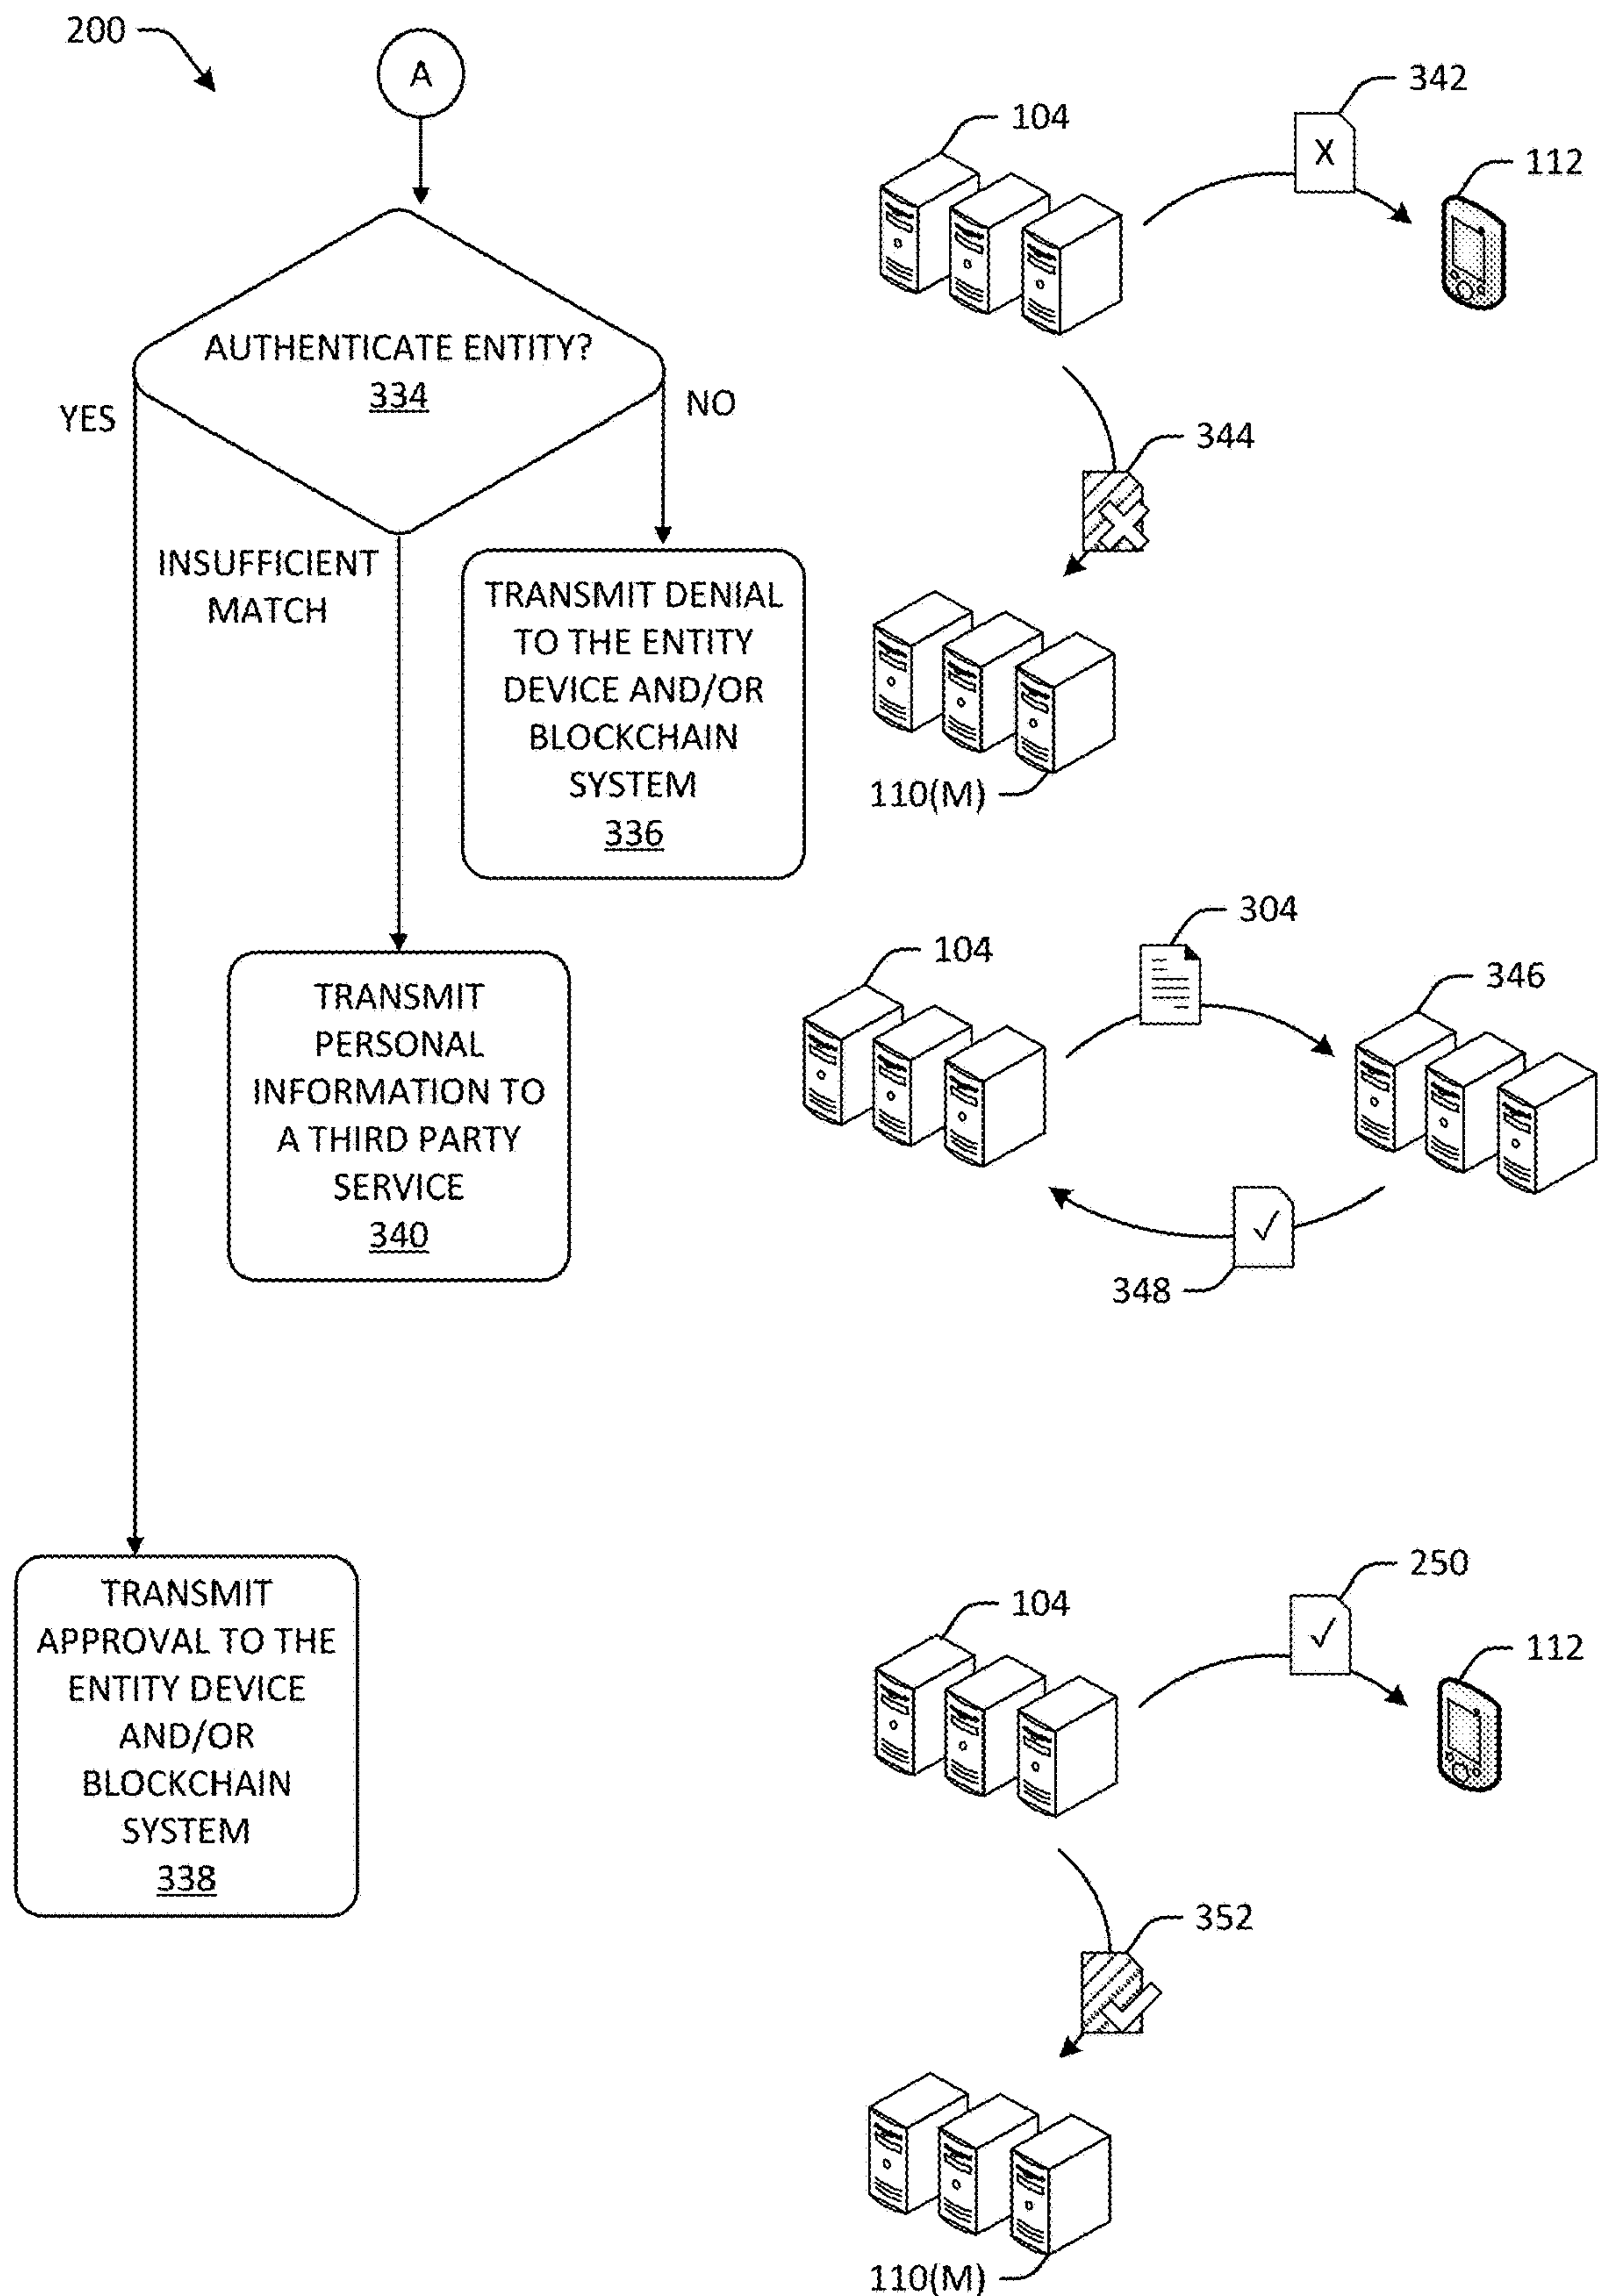 200
A
104
342
X
112
AUTHENTICATE ENTITY?
334
YES
NO
344
INSUFFICIENT
MATCH
TRANSMIT DENIAL
TO THE ENTITY
DEVICE AND/OR
BLOCKCHAIN
SYSTEM
336
110(M)
304
104
346
TRANSMIT
PERSONAL
INFORMATION TO
A THIRD PARTY
SERVICE
340
348
250
104
112
TRANSMIT
APPROVAL TO THE
ENTITY DEVICE
AND/OR
BLOCKCHAIN
SYSTEM
338
352
110(M)